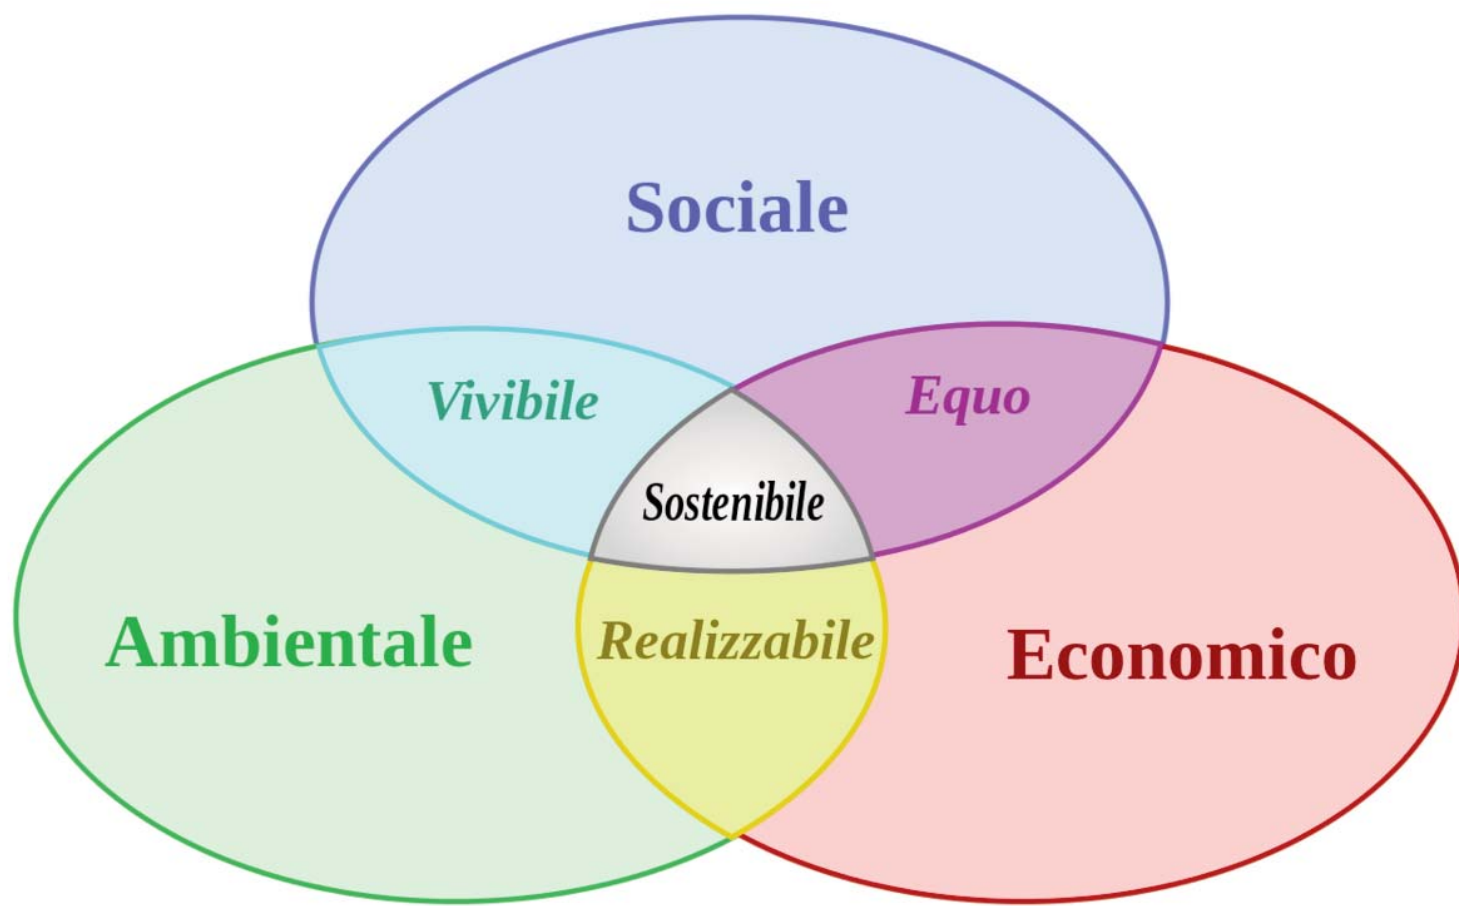 Sociale
Vivibile
Equo
Sostenibile
Ambientale
Realizzabile
Economico